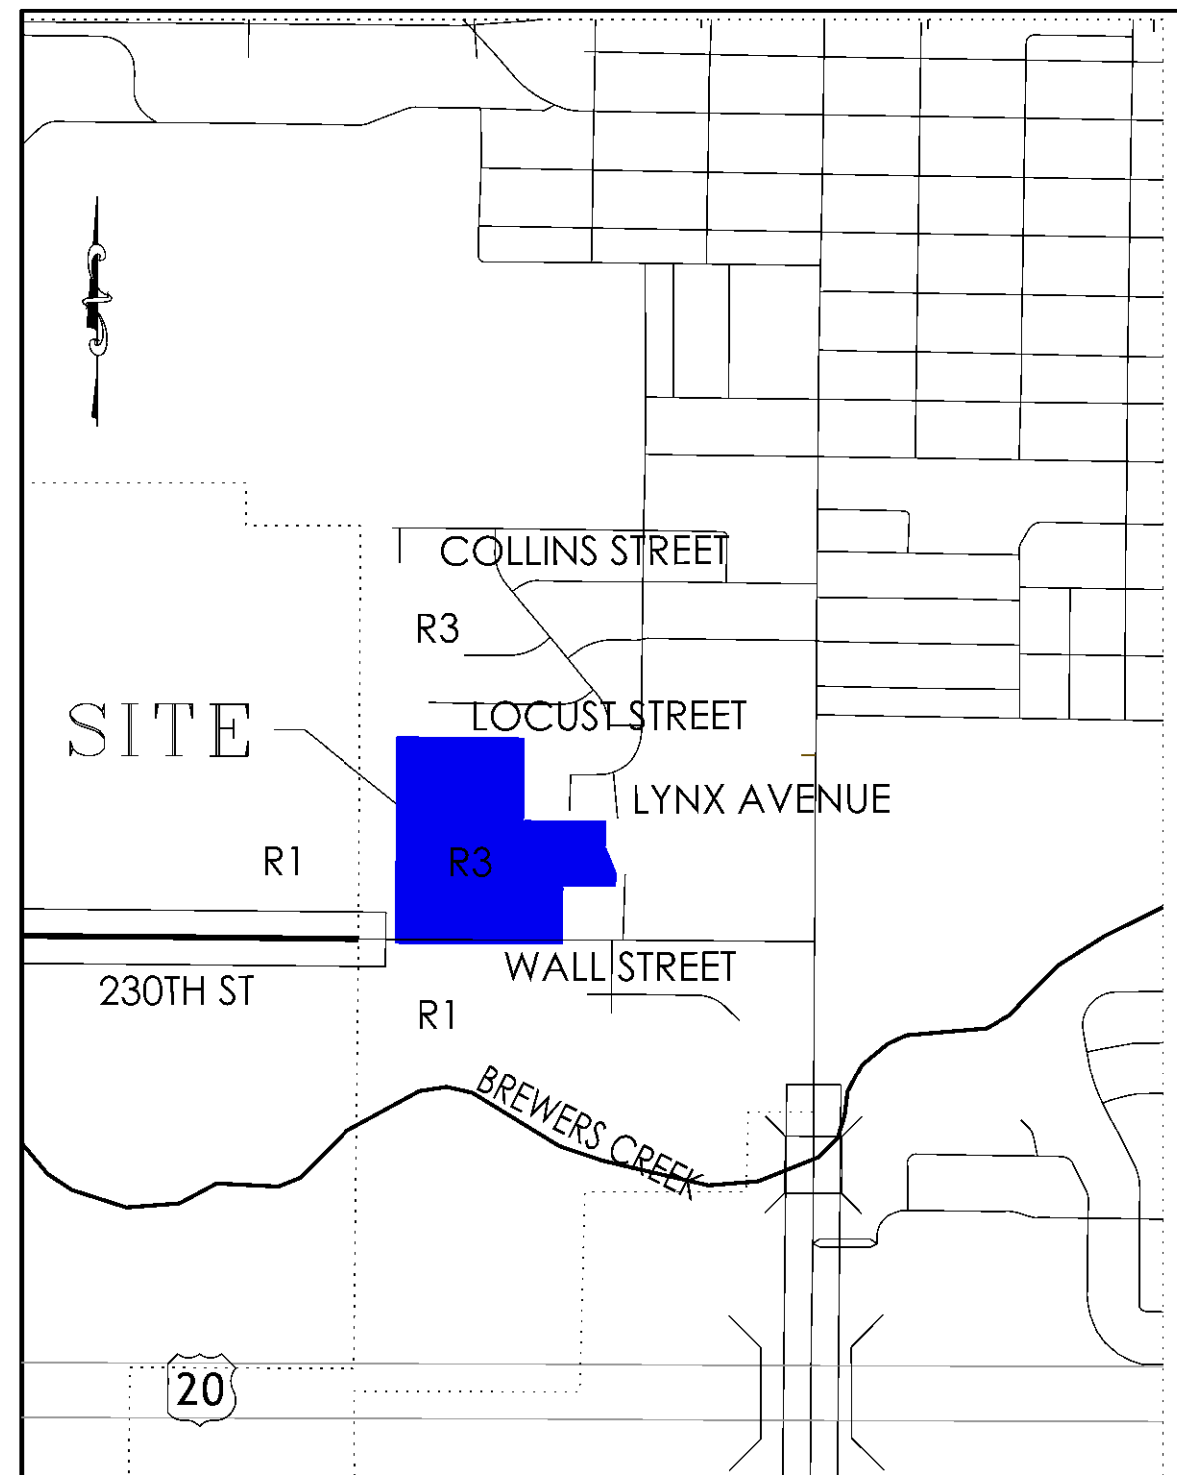 COLLINS STREET
R3
LOCUST STREET
SITE
LYNX AVENUE
R1
R3
WALL STREET
230TH ST
R1
BREWERS CREEK
20